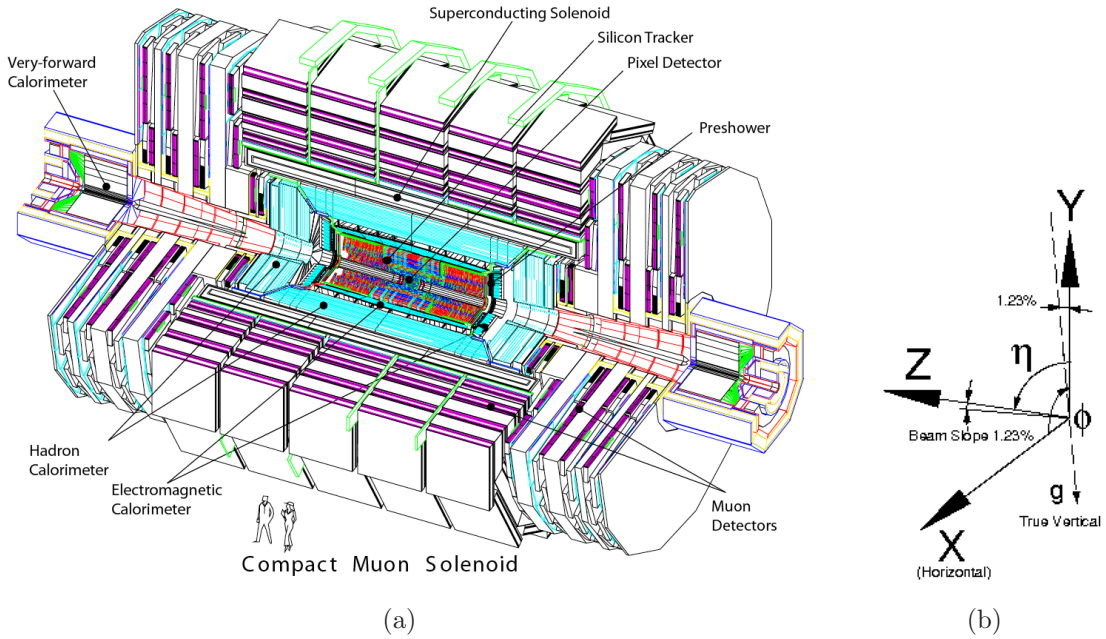 Superconducting Solenoid
Silicon Tracker
Very-forward
Calorimeter
Pixel Detector
Preshower
Hadron
Calorimeter
Electromagnetic
Calorimeter
Muon
Detectors
Compact Muon Solenoid
(a)
Y
1.23%
η
Z
ϕ
Beam Slope 1.23%
g
True Vertical
X
(Horizontal)
(b)